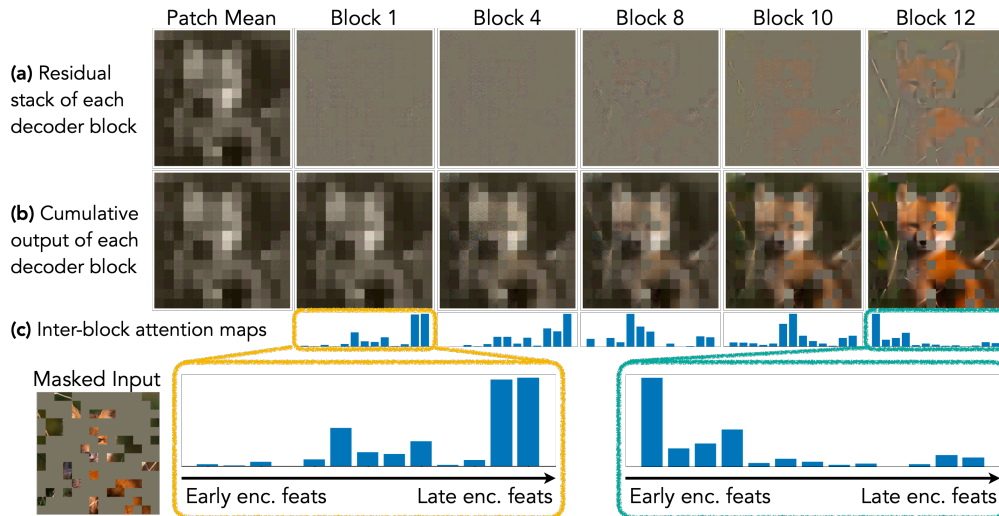 Patch Mean Block 1 Block 4 Block 8 Block 10 Block 12
(a) Residual
stack of each
decoder block
(b) Cumulative
output of each
decoder block
(c) Inter-block attention maps
Masked Input
Early enc. feats Late enc. feats
Early enc. feats Late enc. feats